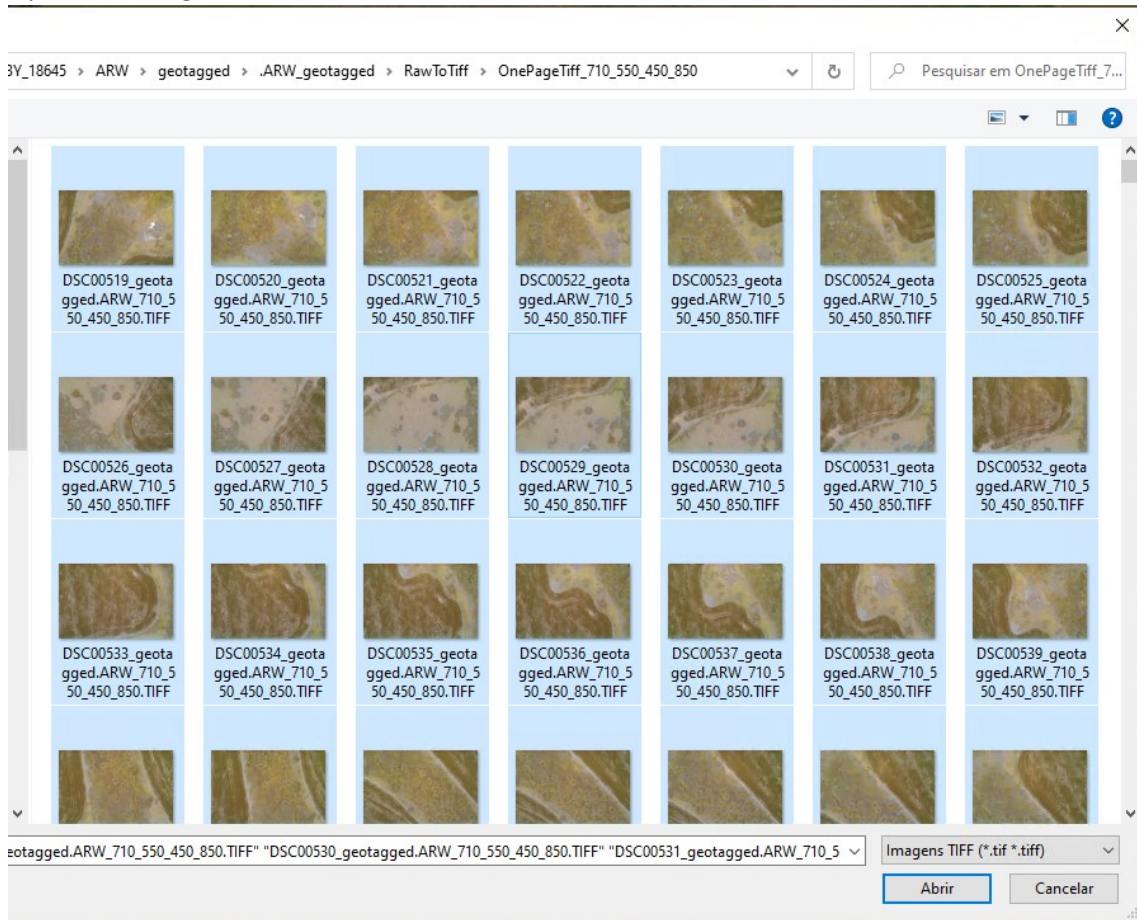 3Y_18645 > ARW > geotagged > .ARW_geotagged > RawToTiff > OnePageTiff_710_550_450_850
Pesquisar em OnePageTiff_7...
DSC00519_geota
gged.ARW_710_5
50_450_850.TIFF
DSC00520_geota
gged.ARW_710_5
50_450_850.TIFF
DSC00521_geota
gged.ARW_710_5
50_450_850.TIFF
DSC00522_geota
gged.ARW_710_5
50_450_850.TIFF
DSC00523_geota
gged.ARW_710_5
50_450_850.TIFF
DSC00524_geota
gged.ARW_710_5
50_450_850.TIFF
DSC00525_geota
gged.ARW_710_5
50_450_850.TIFF
DSC00526_geota
gged.ARW_710_5
50_450_850.TIFF
DSC00527_geota
gged.ARW_710_5
50_450_850.TIFF
DSC00528_geota
gged.ARW_710_5
50_450_850.TIFF
DSC00529_geota
gged.ARW_710_5
50_450_850.TIFF
DSC00530_geota
gged.ARW_710_5
50_450_850.TIFF
DSC00531_geota
gged.ARW_710_5
50_450_850.TIFF
DSC00532_geota
gged.ARW_710_5
50_450_850.TIFF
DSC00533_geota
gged.ARW_710_5
50_450_850.TIFF
DSC00534_geota
gged.ARW_710_5
50_450_850.TIFF
DSC00535_geota
gged.ARW_710_5
50_450_850.TIFF
DSC00536_geota
gged.ARW_710_5
50_450_850.TIFF
DSC00537_geota
gged.ARW_710_5
50_450_850.TIFF
DSC00538_geota
gged.ARW_710_5
50_450_850.TIFF
DSC00539_geota
gged.ARW_710_5
50_450_850.TIFF
eotagged.ARW_710_550_450_850.TIFF" "DSC00530_geotagged.ARW_710_550_450_850.TIFF" "DSC00531_geotagged.ARW_710_5
Imagens TIFF (*.tif *.tiff)
Abrir
Cancelar